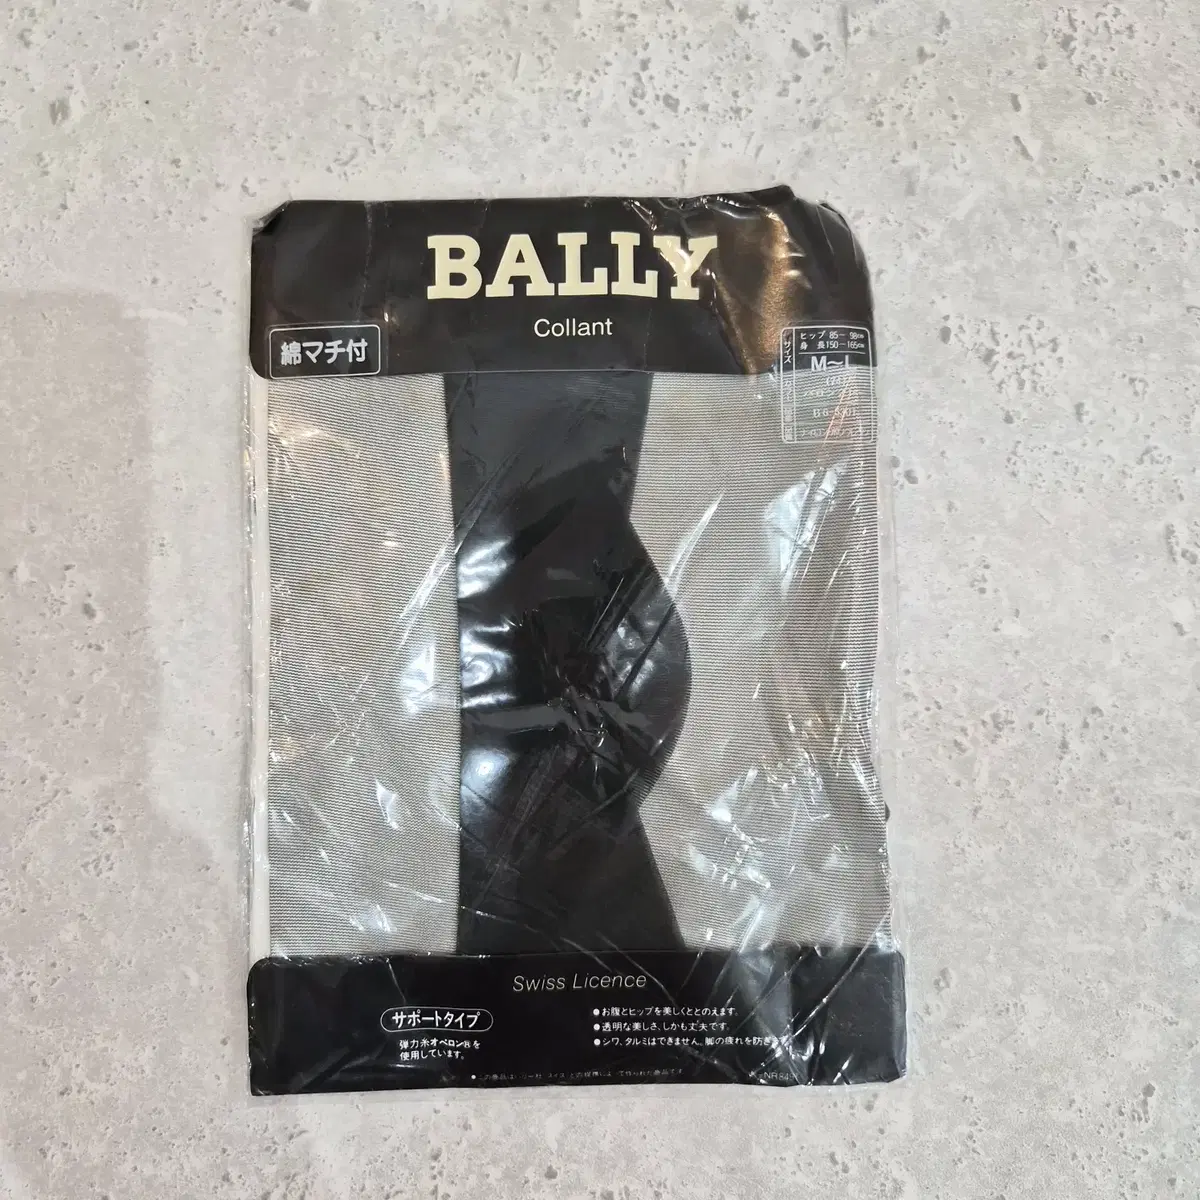 BALLY
Collant
綿マチ付
サイズ
ヒップ 85－98cm
身 長150－165cm
M～L
Swiss Licence
サポートタイプ
弾力糸オペロン®を
使用しています。
●お腹とヒップを美しくととのえます。
●透明な美しさ、しかも丈夫です。
●シワ、タルミはできません、脚の疲れを防ぎ